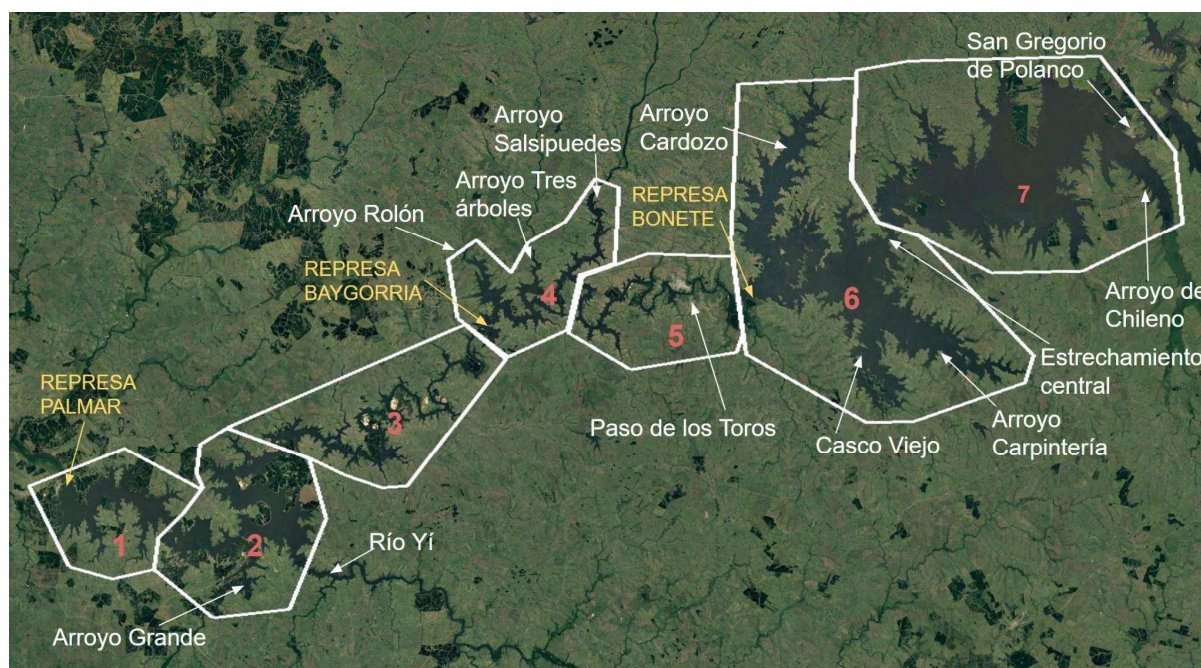 San Gregorio
de Polanco
Arroyo
Salsipuedes
Arroyo
Cardozo
Arroyo Tres
árboles
REPRESA
BONETE
Arroyo Rolón
REPRESA
BAYGORRIA
7
4
6
5
Arroyo de
Chileno
Estrechamiento
central
REPRESA
PALMAR
3
Paso de los Toros
Casco Viejo
Arroyo
Carpintería
1
2
Río Yí
Arroyo Grande